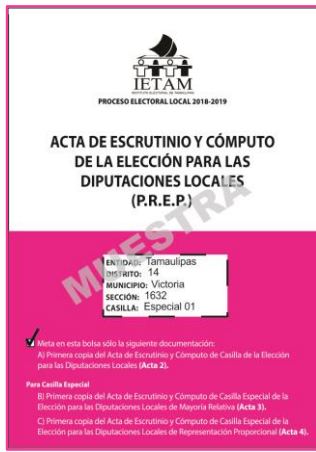 IETAM
INSTITUTO ELECTORAL DE TAMAULIPAS
PROCESO ELECTORAL LOCAL 2018-2019
ACTA DE ESCRUTINIO Y CÓMPUTO
DE LA ELECCIÓN PARA LAS
DIPUTACIONES LOCALES
(P.R.E.P.)
MUESTRA
ENTIDAD: Tamaulipas
DISTRITO: 14
MUNICIPIO: Victoria
SECCIÓN: 1632
CASILLA: Especial 01
Meta en esta bolsa sólo la siguiente documentación:
A) Primera copia del Acta de Escrutinio y Cómputo de Casilla de la Elección
para las Diputaciones Locales (Acta 2).
Para Casilla Especial
B) Primera copia del Acta de Escrutinio y Cómputo de Casilla Especial de la
Elección para las Diputaciones Locales de Mayoría Relativa (Acta 3).
C) Primera copia del Acta de Escrutinio y Cómputo de Casilla Especial de la
Elección para las Diputaciones Locales de Representación Proporcional (Acta 4).